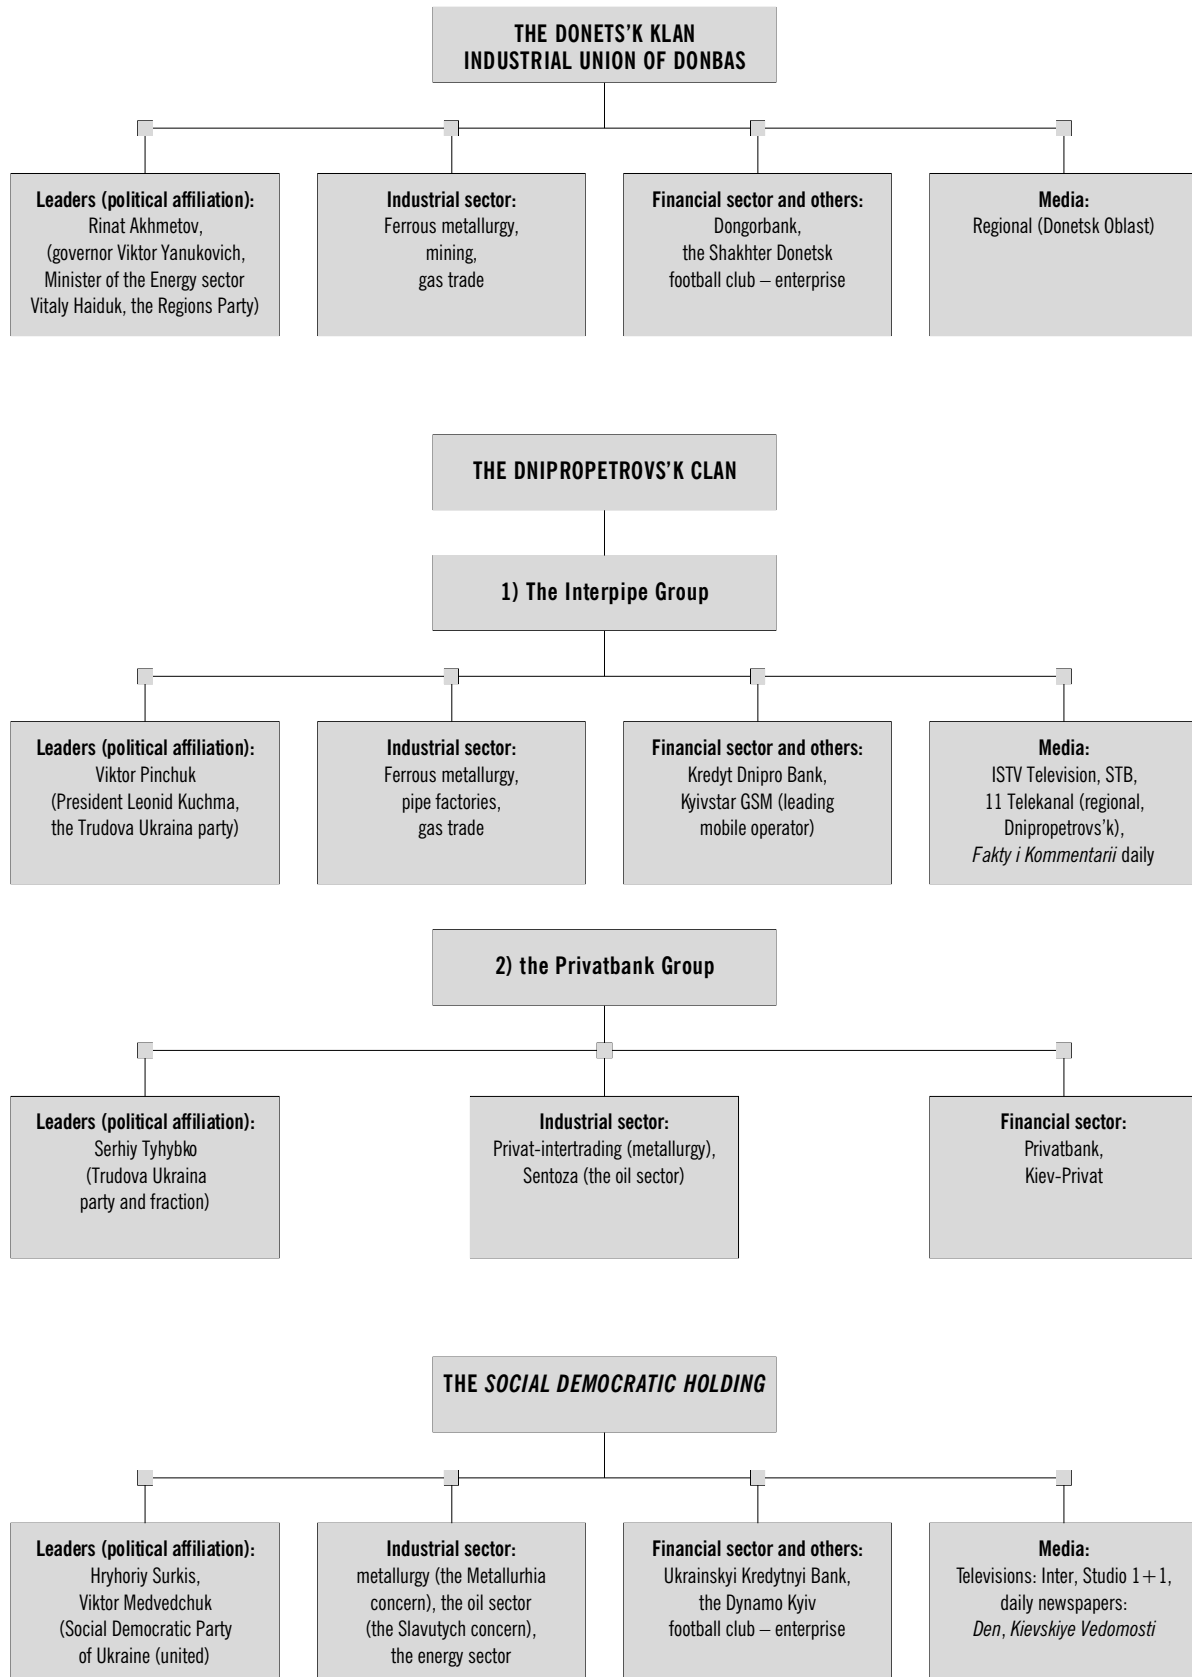 THE DONETS'K KLAN
INDUSTRIAL UNION OF DONBAS
Leaders (political affiliation):
Rinat Akhmetov,
(governor Viktor Yanukovich,
Minister of the Energy sector
Vitaly Haiduk, the Regions Party)
Industrial sector:
Ferrous metallurgy,
mining,
gas trade
Financial sector and others:
Dongorbank,
the Shakhter Donetsk
football club – enterprise
Media:
Regional (Donetsk Oblast)
THE DNIPROPETROVS'K CLAN
1) The Interpipe Group
Leaders (political affiliation):
Viktor Pinchuk
(President Leonid Kuchma,
the Trudova Ukraina party)
Industrial sector:
Ferrous metallurgy,
pipe factories,
gas trade
Financial sector and others:
Kredyt Dnipro Bank,
Kyivstar GSM (leading
mobile operator)
Media:
ISTV Television, STB,
11 Telekanal (regional,
Dnipropetrovs'k),
Fakty i Kommentarii daily
2) the Privatbank Group
Leaders (political affiliation):
Serhiy Tyhybko
(Trudova Ukraina
party and fraction)
Industrial sector:
Privat-intertrading (metallurgy),
Sentoza (the oil sector)
Financial sector:
Privatbank,
Kiev-Privat
THE SOCIAL DEMOCRATIC HOLDING
Leaders (political affiliation):
Hryhoriy Surkis,
Viktor Medvedchuk
(Social Democratic Party
of Ukraine (united)
Industrial sector:
metallurgy (the Metallurhia
concern), the oil sector
(the Slavutych concern),
the energy sector
Financial sector and others:
Ukrainskyi Kredytnyi Bank,
the Dynamo Kyiv
football club – enterprise
Media:
Televisions: Inter, Studio 1+1,
daily newspapers:
Den, Kievskiye Vedomosti